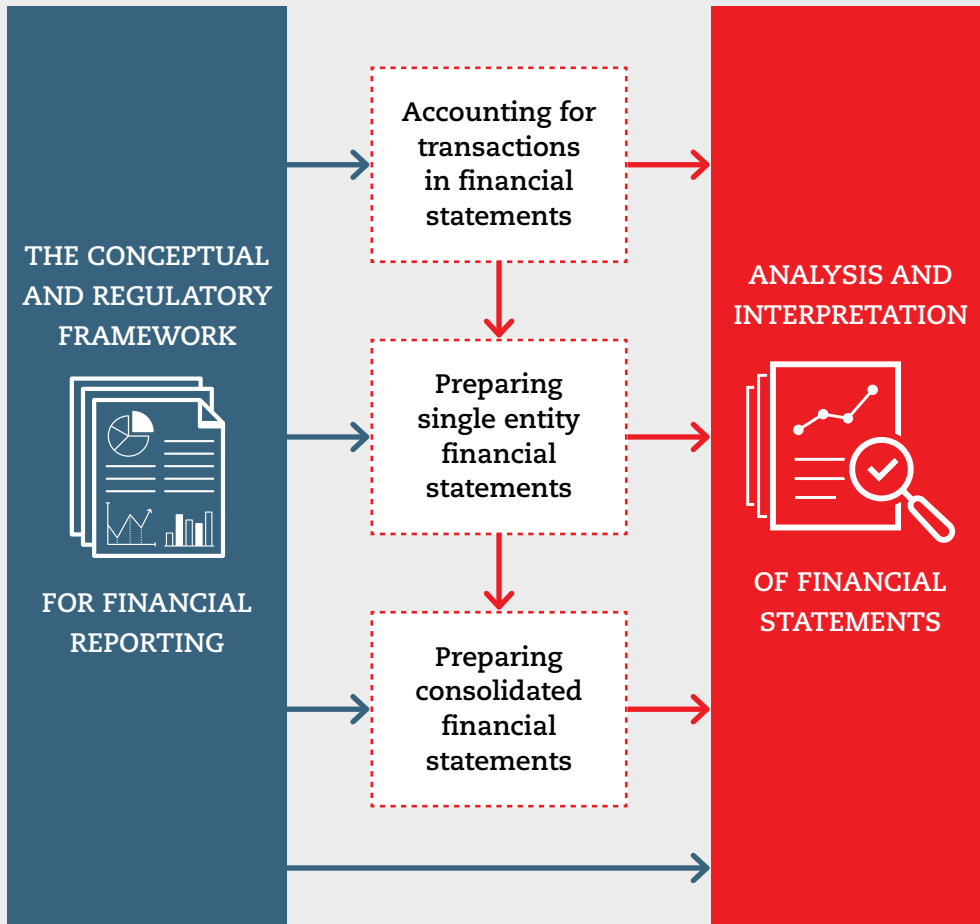 THE CONCEPTUAL
AND REGULATORY
FRAMEWORK
FOR FINANCIAL
REPORTING
Accounting for
transactions
in financial
statements
Preparing
single entity
financial
statements
Preparing
consolidated
financial
statements
ANALYSIS AND
INTERPRETATION
OF FINANCIAL
STATEMENTS